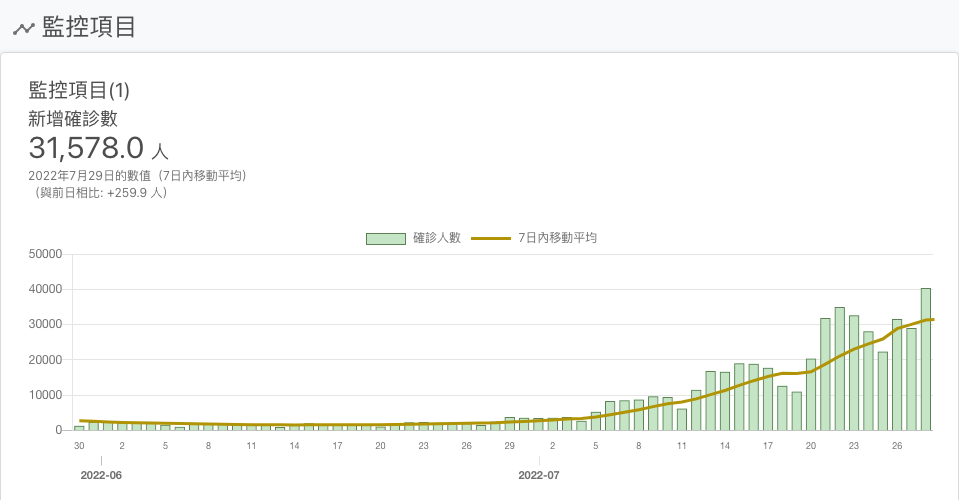 監控項目
監控項目(1)
新增確診數
31,578.0 人
2022年7月29日的數值（7日內移動平均）
（與前日相比: +259.9 人）
確診人數 7日內移動平均
50000
40000
30000
20000
10000
0
30 2 5 8 11 14 17 20 23 26 29 2 5 8 11 14 17 20 23 26
2022-06 2022-07